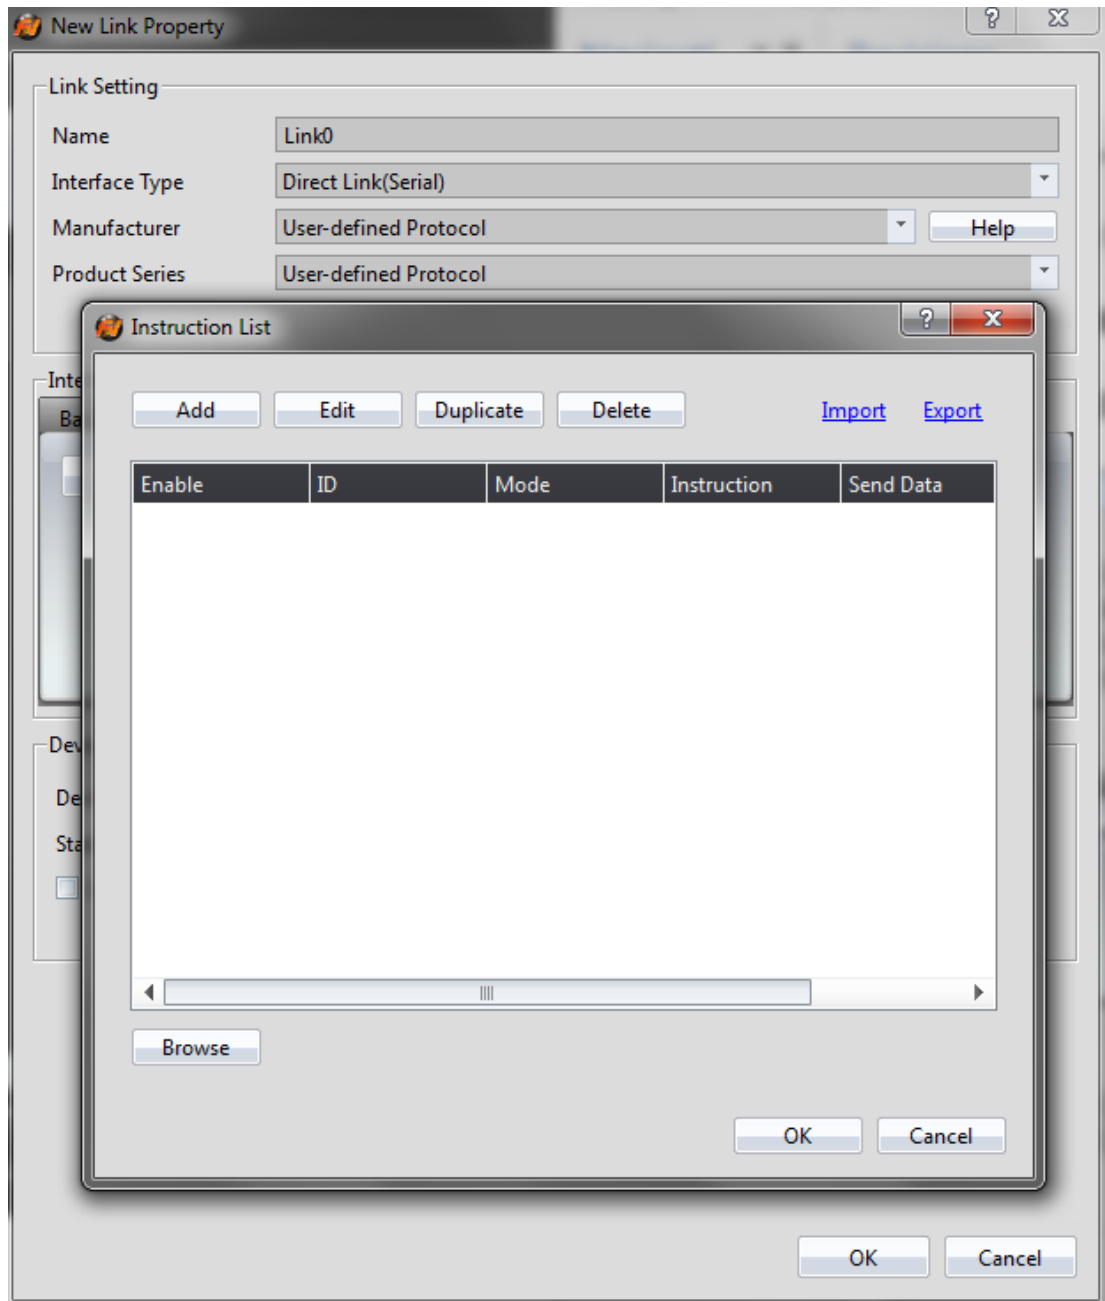 New Link Property
Link Setting
Name Link0
Interface Type Direct Link(Serial)
Manufacturer User-defined Protocol Help
Product Series User-defined Protocol
Instruction List
Add Edit Duplicate Delete Import Export
Enable ID Mode Instruction Send Data
Browse
OK Cancel
OK Cancel